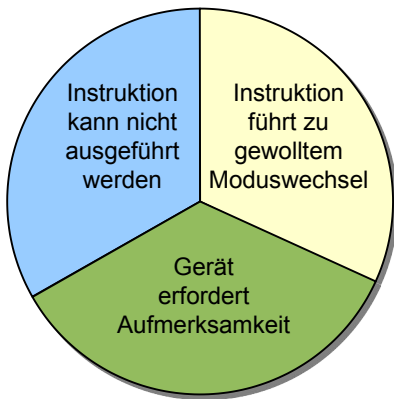 Instruktion
kann nicht
ausgeführt
werden
Instruktion
führt zu
gewolltem
Moduswechsel
Gerät
erfordert
Aufmerksamkeit